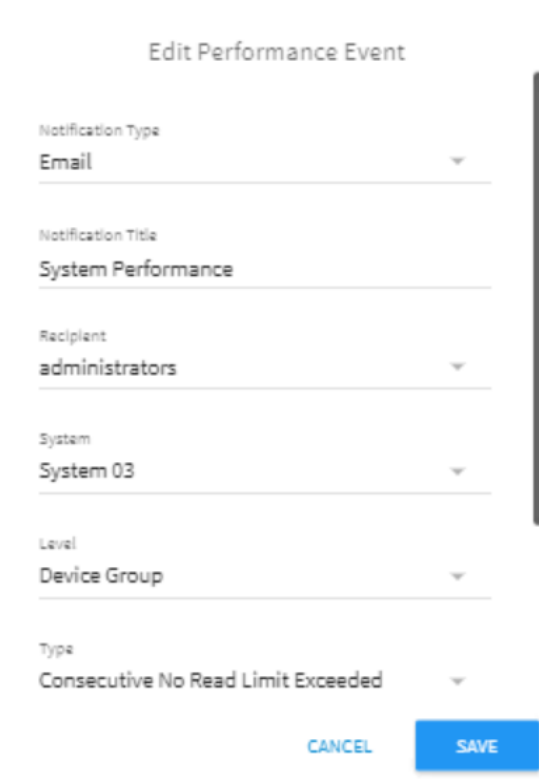 Edit Performance Event
Notification Type
Email
Notification Title
System Performance
Recipient
administrators
System
System 03
Level
Device Group
Type
Consecutive No Read Limit Exceeded
CANCEL SAVE